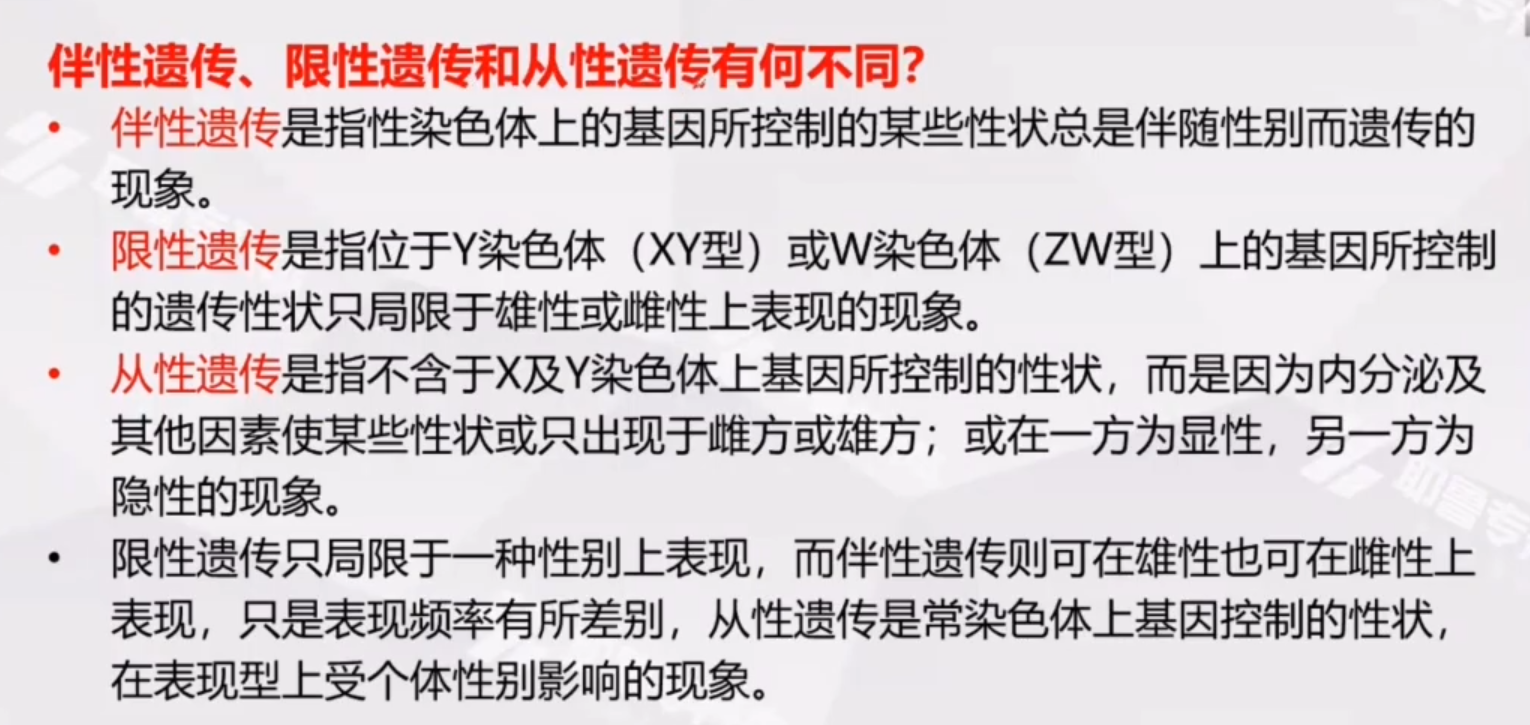 伴性遗传、限性遗传和从性遗传有何不同？
• 伴性遗传是指性染色体上的基因所控制的某些性状总是伴随性别而遗传的
现象。
• 限性遗传是指位于Y染色体（XY型）或W染色体（ZW型）上的基因所控制
的遗传性状只局限于雄性或雌性上表现的现象。
• 从性遗传是指不含于X及Y染色体上基因所控制的性状，而是因为内分泌及
其他因素使某些性状或只出现于雌方或雄方；或在一方为显性，另一方为
隐性的现象。
• 限性遗传只局限于一种性别上表现，而伴性遗传则可在雄性也可在雌性上
表现，只是表现频率有所差别，从性遗传是常染色体上基因控制的性状，
在表现型上受个体性别影响的现象。